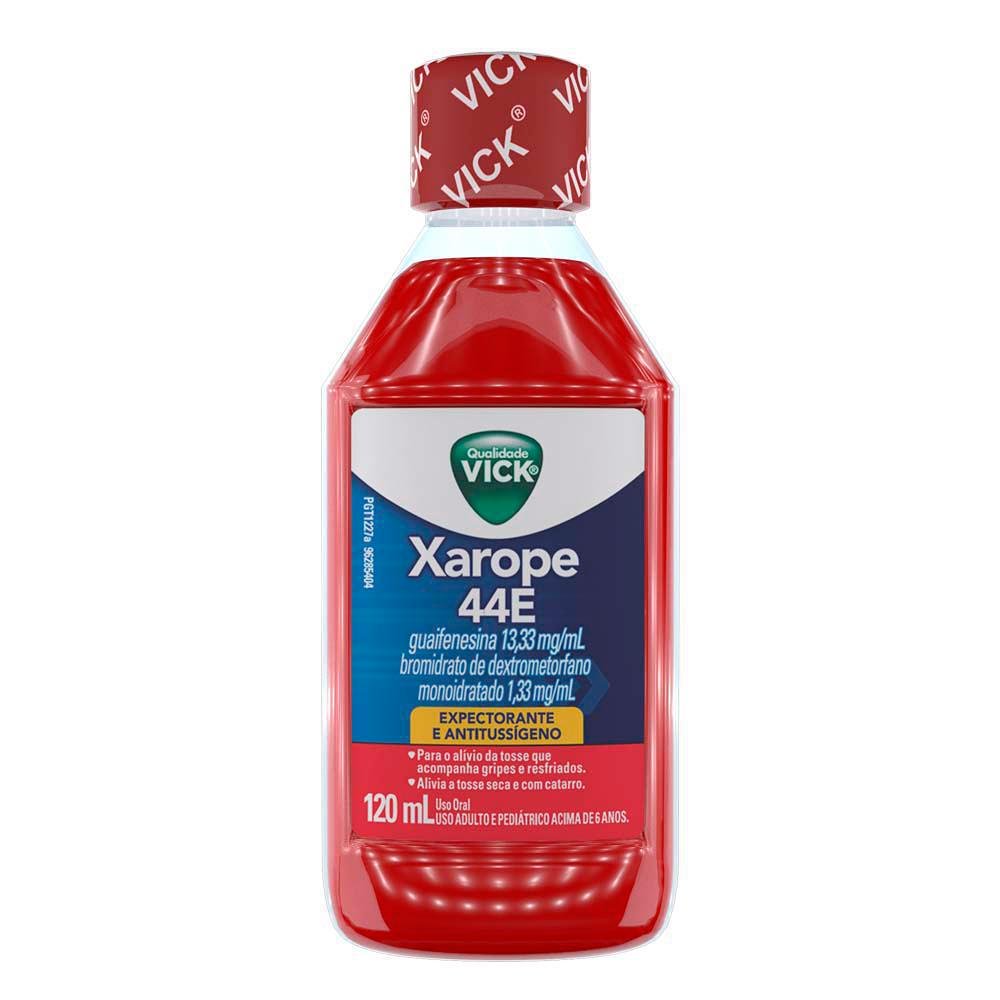 VICK
VICK®
VICK
VICK
Qualidade
VICK®
PGT1227a 96285404
Xarope
44E
guaifenesina 13,33 mg/mL
bromidrato de dextrometorfano
monoidratado 1,33 mg/mL
EXPECTORANTE
E ANTITUSSÍGENO
Para o alívio da tosse que
acompanha gripes e resfriados.
Alivia a tosse seca e com catarro.
120 mL Uso Oral
USO ADULTO E PEDIÁTRICO ACIMA DE 6 ANOS.